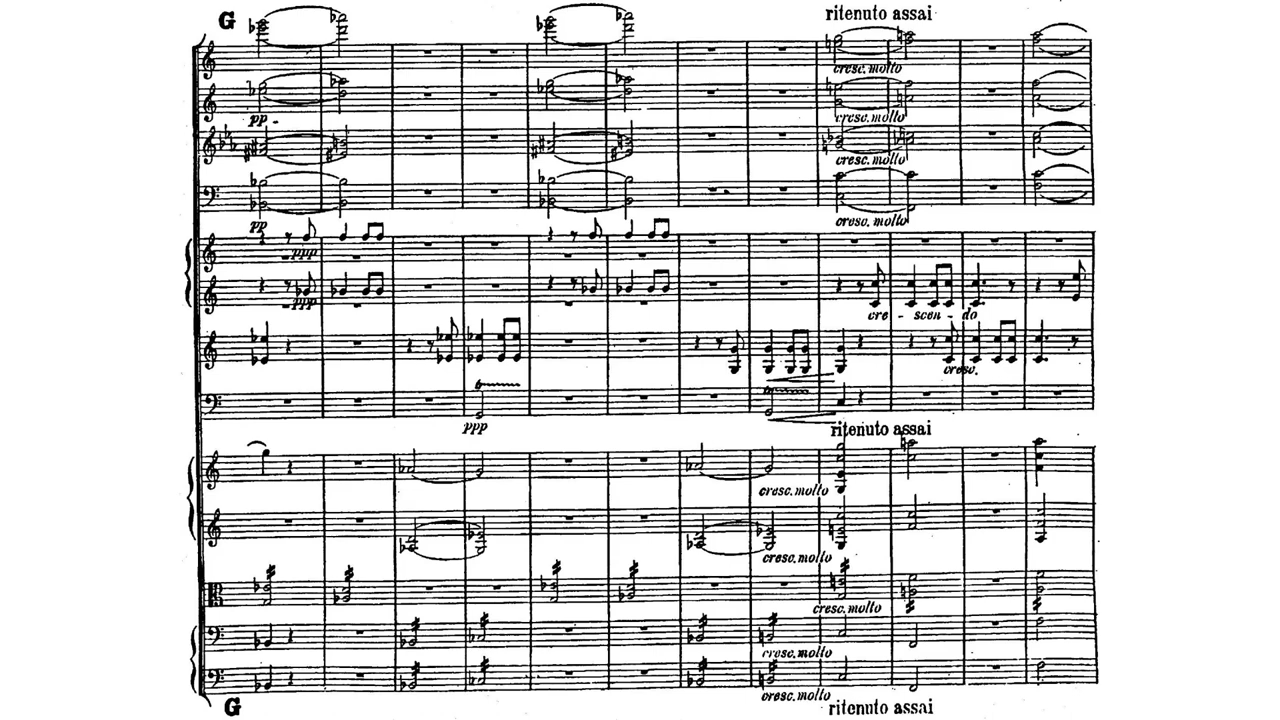 G
ritenuto assai
cresc. molto
pp
cresc. molto
cresc. molto
pp
cresc. molto
ppp
ppp
cre - scen - do
cresc.
ppp
ritenuto assai
cresc. molto
cresc. molto
cresc. molto
cresc. molto
cresc. molto
G
ritenuto assai